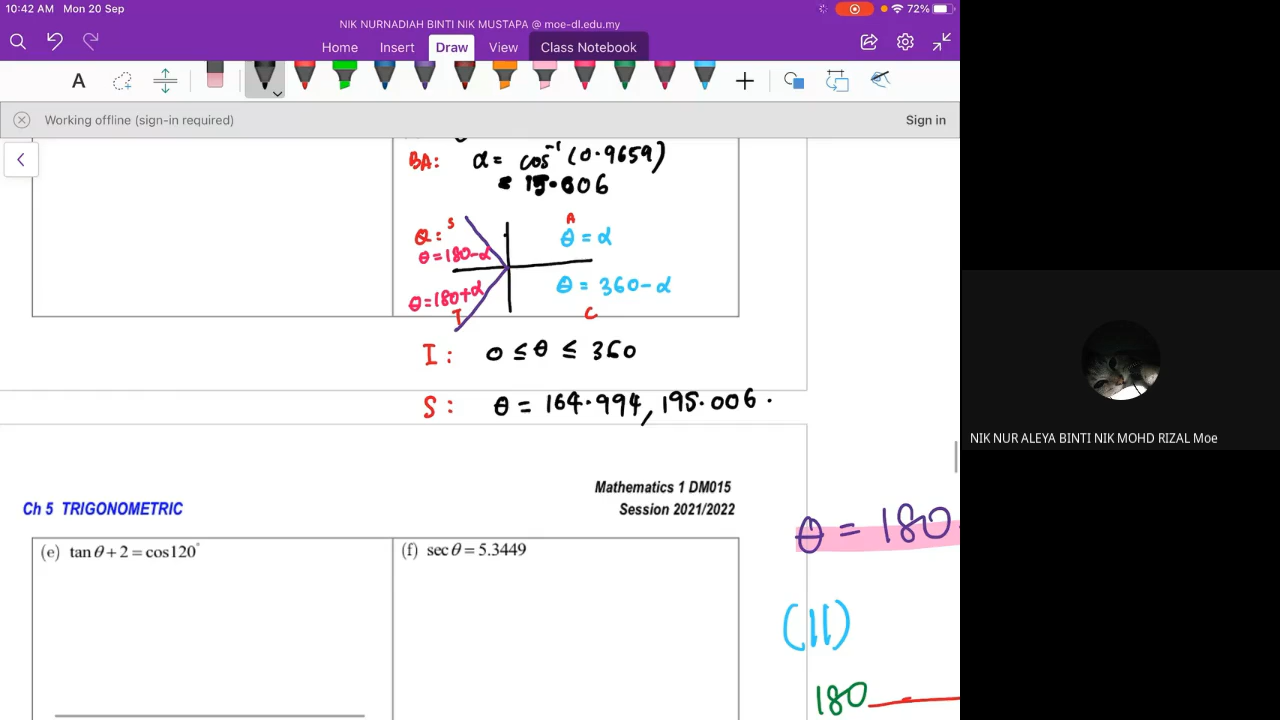 10:42 AM Mon 20 Sep
72%
NIK NURNADIAH BINTI NIK MUSTAPA @ moe-dl.edu.my
Home Insert Draw View Class Notebook
A
Working offline (sign-in required) Sign in
BA: α = cos⁻¹ (0.9659)
= 15.006
S A
Q: θ = α
θ = 180-α
θ = 360-α
θ = 180+α
T C
I: 0 ≤ θ ≤ 360
S: θ = 164.994, 195.006.
NIK NUR ALEYA BINTI NIK MOHD RIZAL Moe
Mathematics 1 DM015
Ch 5 TRIGONOMETRIC Session 2021/2022
θ = 180
(e) tan θ + 2 = cos120° (f) sec θ = 5.3449
(II)
180